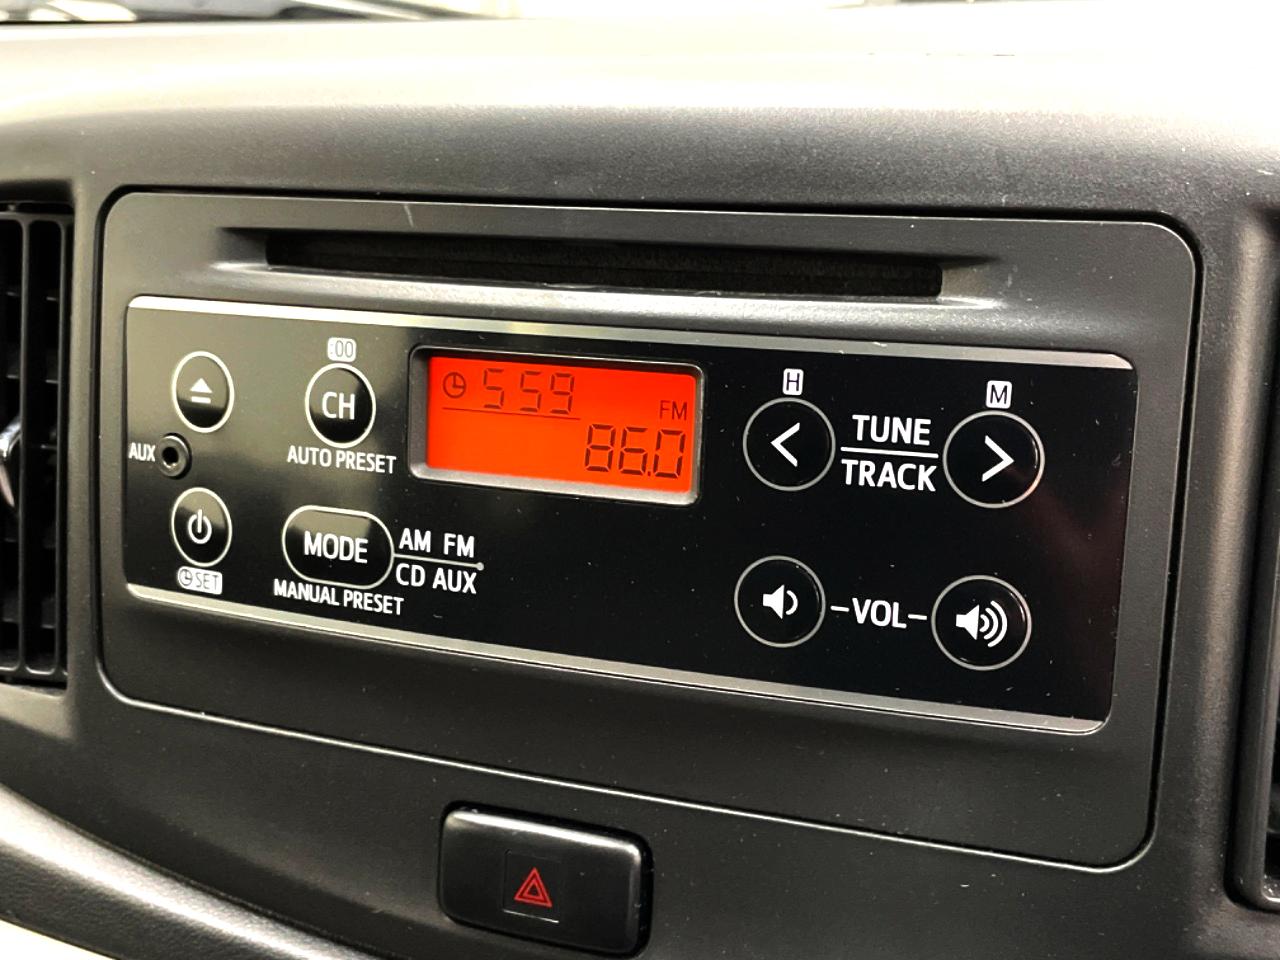 :00
CH
AUTO PRESET
AUX
5 59
FM
86.0
H
M
TUNE
TRACK
SET
MODE
AM FM
CD AUX
MANUAL PRESET
-VOL-